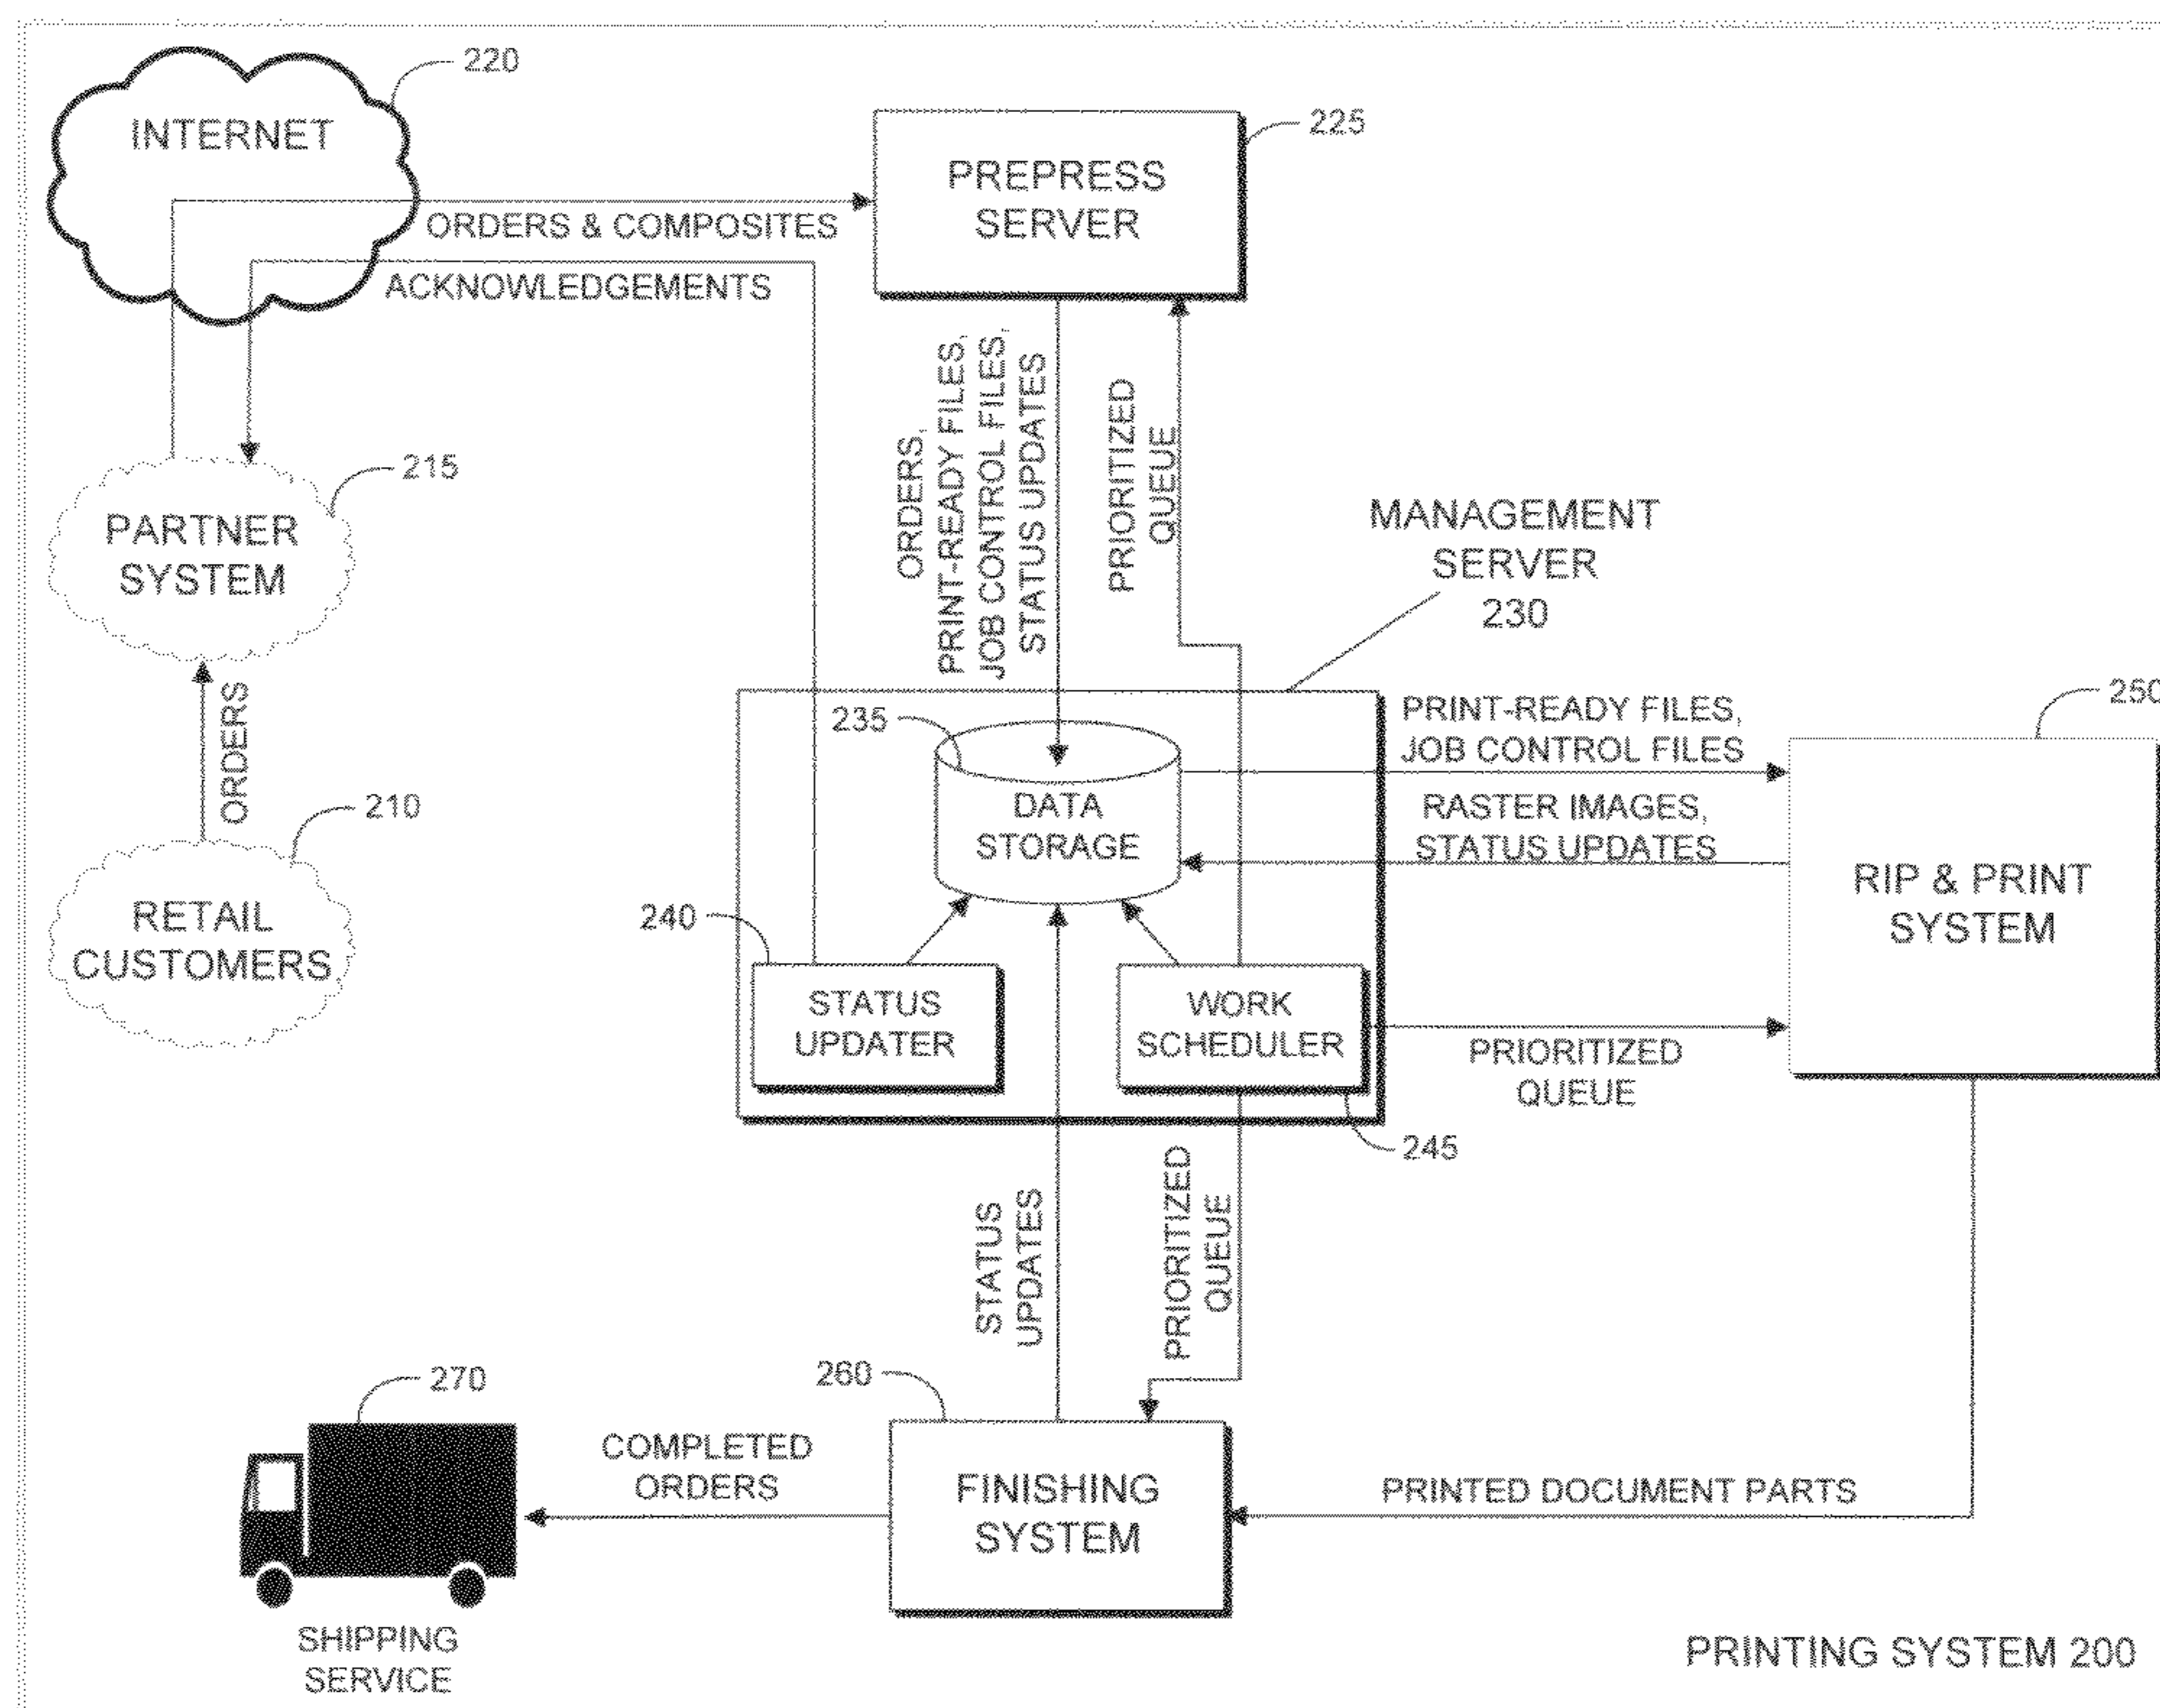 220
INTERNET
225
PREPRESS
SERVER
ORDERS & COMPOSITES
ACKNOWLEDGEMENTS
ORDERS,
PRINT-READY FILES,
JOB CONTROL FILES,
STATUS UPDATES
PRIORITIZED
QUEUE
215
PARTNER
SYSTEM
MANAGEMENT
SERVER
230
ORDERS
210
RETAIL
CUSTOMERS
235
DATA
STORAGE
PRINT-READY FILES,
JOB CONTROL FILES
RASTER IMAGES,
STATUS UPDATES
250
RIP & PRINT
SYSTEM
240
STATUS
UPDATER
WORK
SCHEDULER
PRIORITIZED
QUEUE
245
STATUS
UPDATES
PRIORITIZED
QUEUE
270
260
COMPLETED
ORDERS
FINISHING
SYSTEM
PRINTED DOCUMENT PARTS
SHIPPING
SERVICE
PRINTING SYSTEM 200